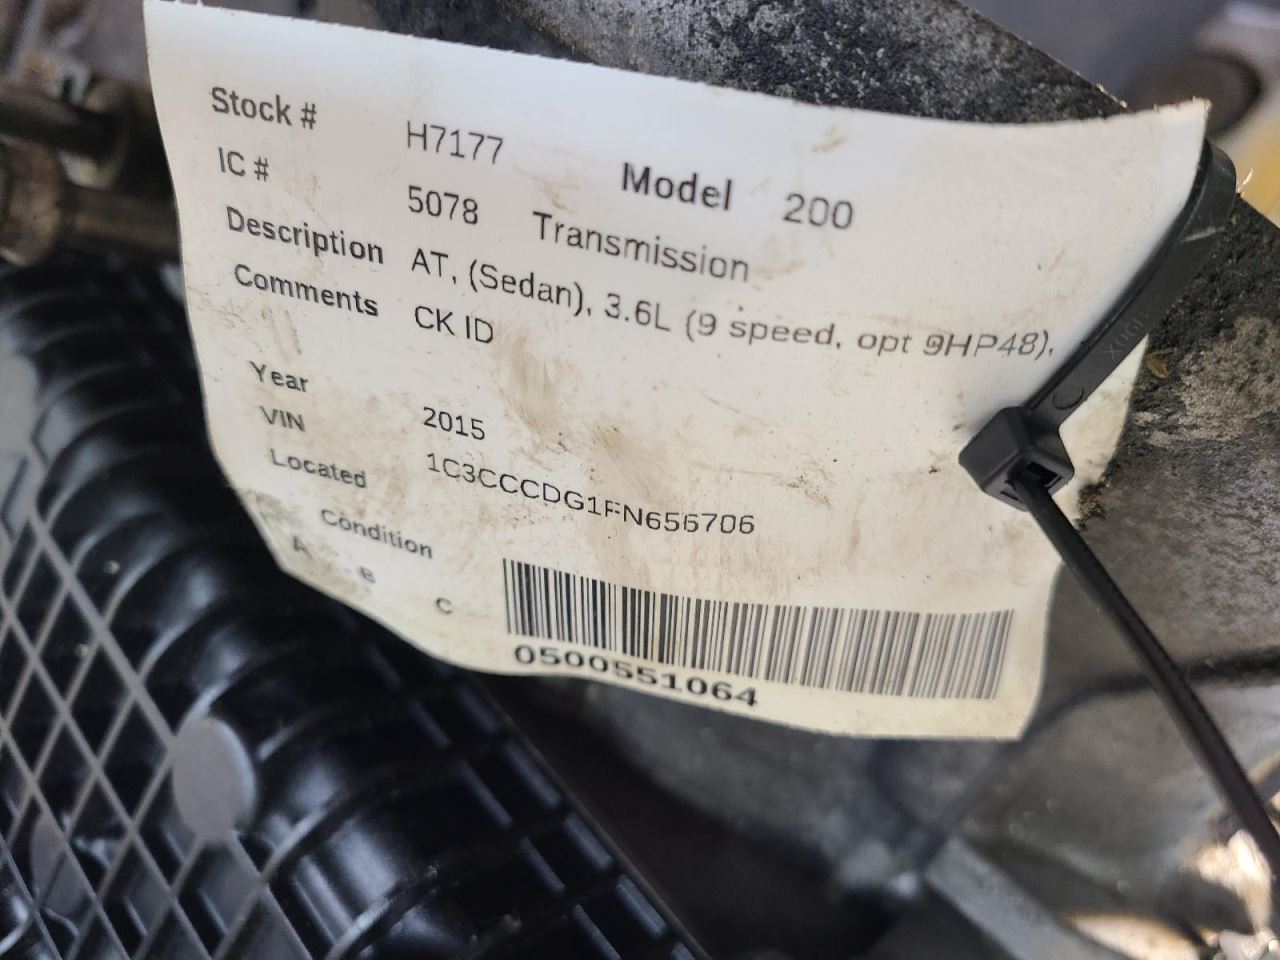 Stock # H7177 Model 200
IC # 5078 Transmission
Description AT, (Sedan), 3.6L (9 speed, opt 9HP48),
Comments CK ID
Year 2015
VIN 1C3CCCDG1FN656706
Located
Condition
A B C
0500551064